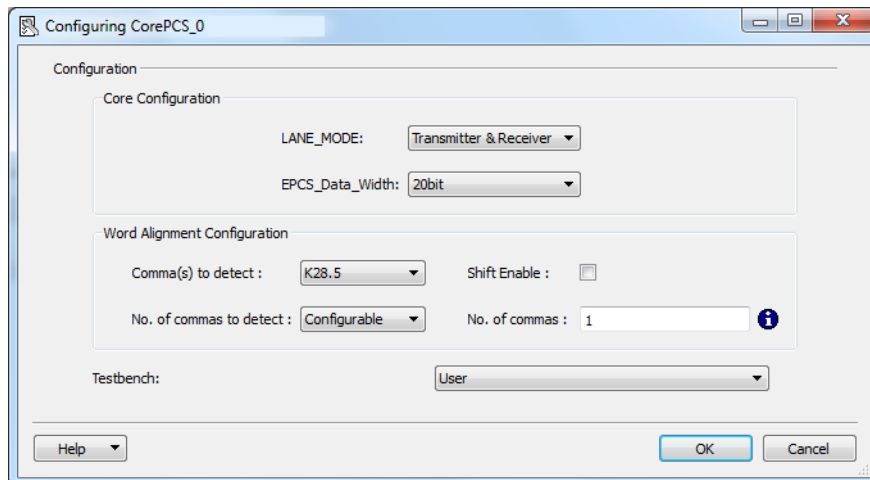 Configuring CorePCS_0
Configuration
Core Configuration
LANE_MODE: Transmitter & Receiver
EPCS_Data_Width: 20bit
Word Alignment Configuration
Comma(s) to detect : K28.5 Shift Enable :
No. of commas to detect : Configurable No. of commas : 1
Testbench: User
Help OK Cancel